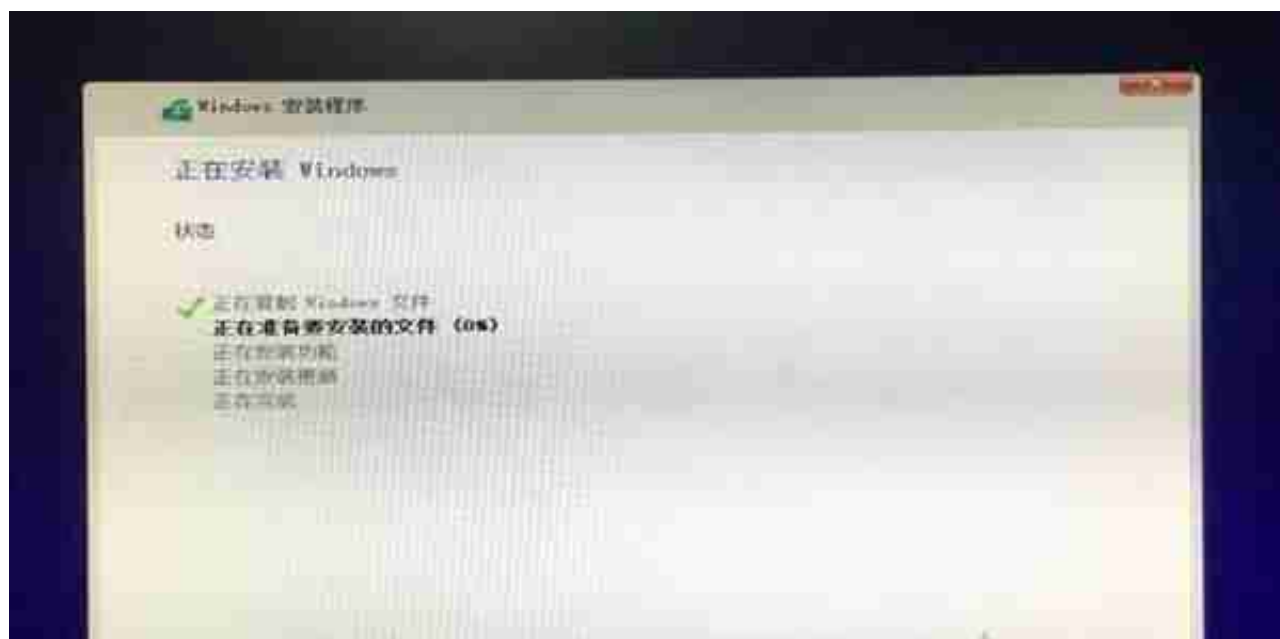 Windows 安装程序
正在安装 Windows
状态
正在复制 Windows 文件
正在准备要安装的文件 (0%)
正在安装功能
正在安装更新
正在完成